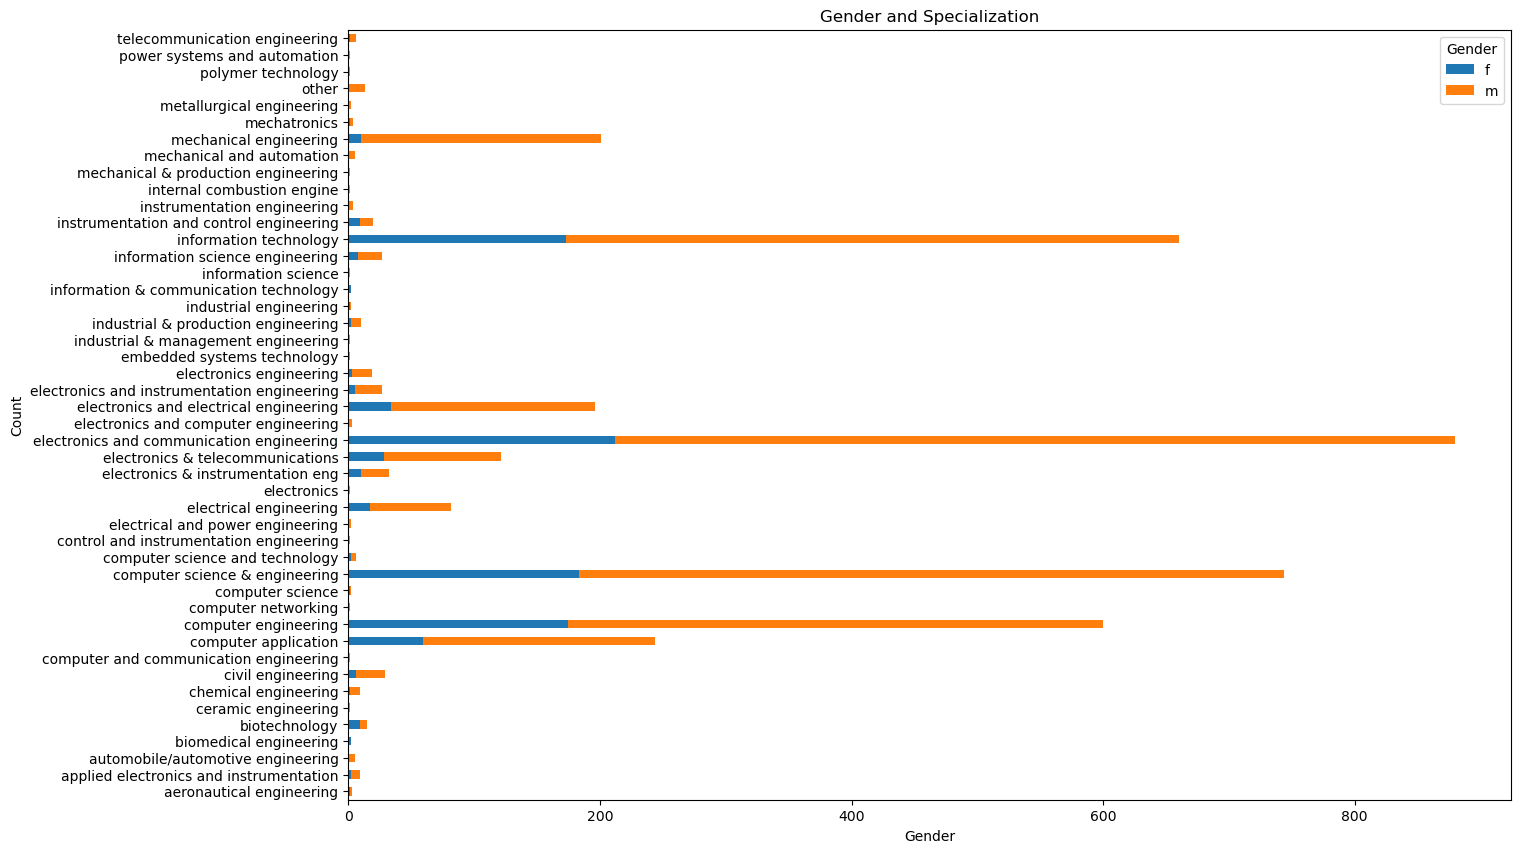 Gender and Specialization
Gender
f
m
telecommunication engineering
power systems and automation
polymer technology
other
metallurgical engineering
mechatronics
mechanical engineering
mechanical and automation
mechanical & production engineering
internal combustion engine
instrumentation engineering
instrumentation and control engineering
information technology
information science engineering
information science
information & communication technology
industrial engineering
industrial & production engineering
industrial & management engineering
embedded systems technology
electronics engineering
electronics and instrumentation engineering
electronics and electrical engineering
electronics and computer engineering
electronics and communication engineering
electronics & telecommunications
electronics & instrumentation eng
electronics
electrical engineering
electrical and power engineering
control and instrumentation engineering
computer science and technology
computer science & engineering
computer science
computer networking
computer engineering
computer application
computer and communication engineering
civil engineering
chemical engineering
ceramic engineering
biotechnology
biomedical engineering
automobile/automotive engineering
applied electronics and instrumentation
aeronautical engineering
Count
0 200 400 600 800
Gender